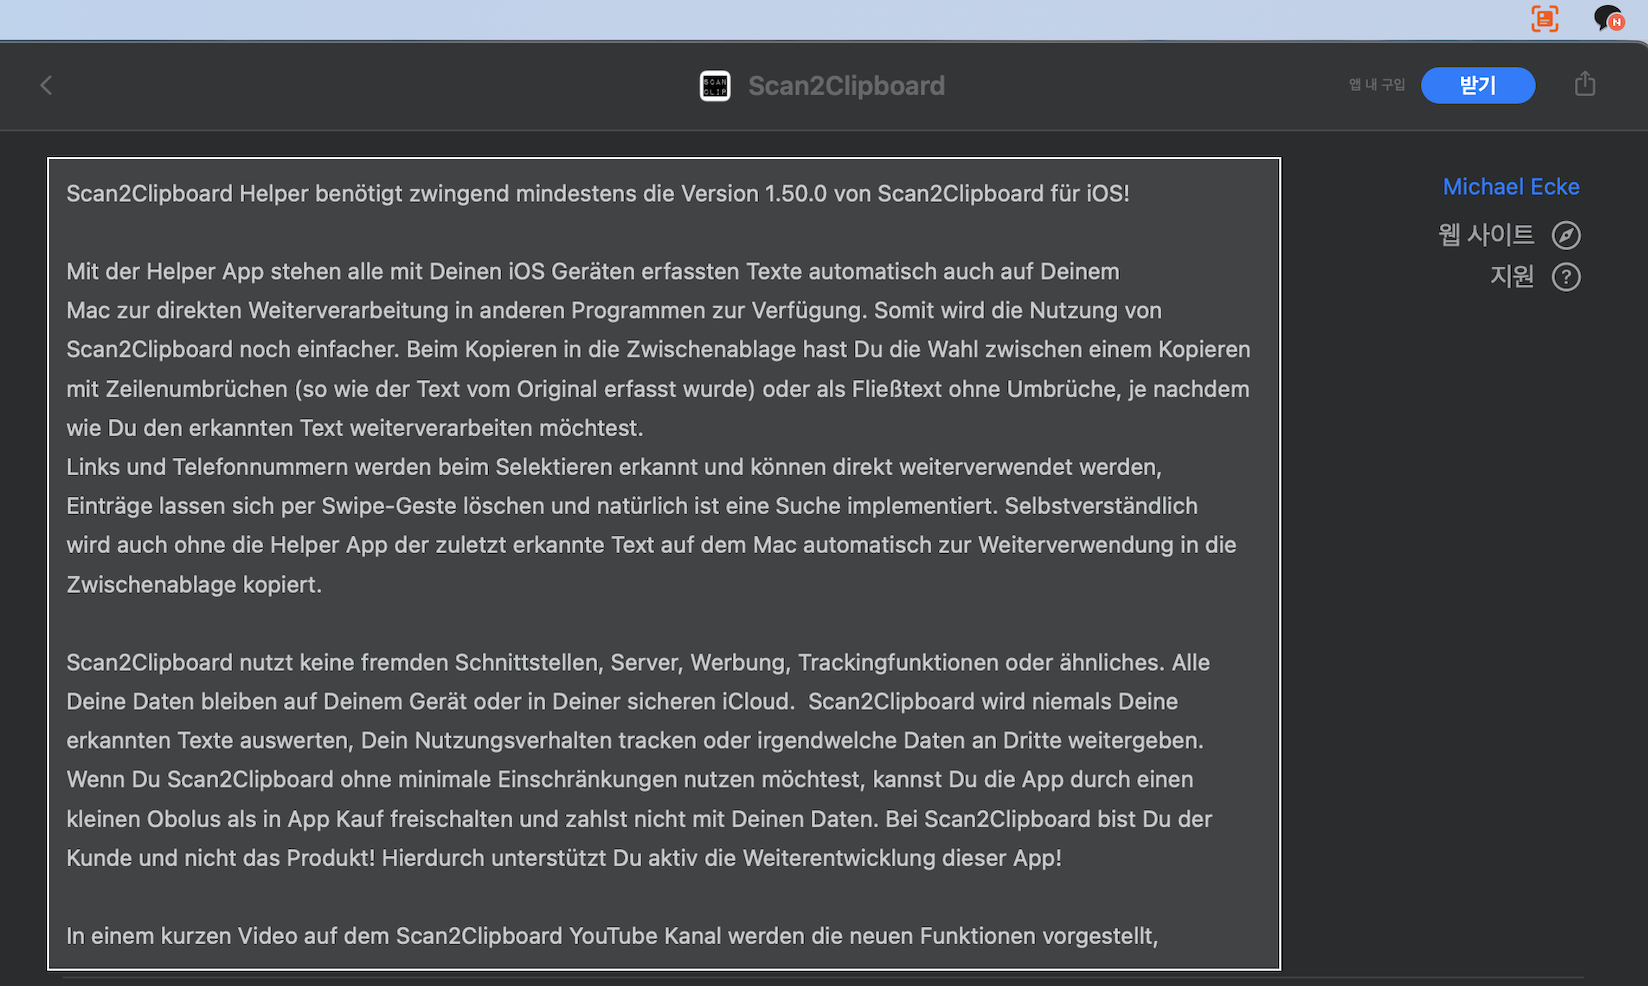 N
SCAN
CLIP
Scan2Clipboard
앱 내 구입
받기
Scan2Clipboard Helper benötigt zwingend mindestens die Version 1.50.0 von Scan2Clipboard für iOS!
Mit der Helper App stehen alle mit Deinen iOS Geräten erfassten Texte automatisch auch auf Deinem
Mac zur direkten Weiterverarbeitung in anderen Programmen zur Verfügung. Somit wird die Nutzung von
Scan2Clipboard noch einfacher. Beim Kopieren in die Zwischenablage hast Du die Wahl zwischen einem Kopieren
mit Zeilenumbrüchen (so wie der Text vom Original erfasst wurde) oder als Fließtext ohne Umbrüche, je nachdem
wie Du den erkannten Text weiterverarbeiten möchtest.
Links und Telefonnummern werden beim Selektieren erkannt und können direkt weiterverwendet werden,
Einträge lassen sich per Swipe-Geste löschen und natürlich ist eine Suche implementiert. Selbstverständlich
wird auch ohne die Helper App der zuletzt erkannte Text auf dem Mac automatisch zur Weiterverwendung in die
Zwischenablage kopiert.
Scan2Clipboard nutzt keine fremden Schnittstellen, Server, Werbung, Trackingfunktionen oder ähnliches. Alle
Deine Daten bleiben auf Deinem Gerät oder in Deiner sicheren iCloud.  Scan2Clipboard wird niemals Deine
erkannten Texte auswerten, Dein Nutzungsverhalten tracken oder irgendwelche Daten an Dritte weitergeben.
Wenn Du Scan2Clipboard ohne minimale Einschränkungen nutzen möchtest, kannst Du die App durch einen
kleinen Obolus als in App Kauf freischalten und zahlst nicht mit Deinen Daten. Bei Scan2Clipboard bist Du der
Kunde und nicht das Produkt! Hierdurch unterstützt Du aktiv die Weiterentwicklung dieser App!
In einem kurzen Video auf dem Scan2Clipboard YouTube Kanal werden die neuen Funktionen vorgestellt,
Michael Ecke
웹 사이트
지원
?